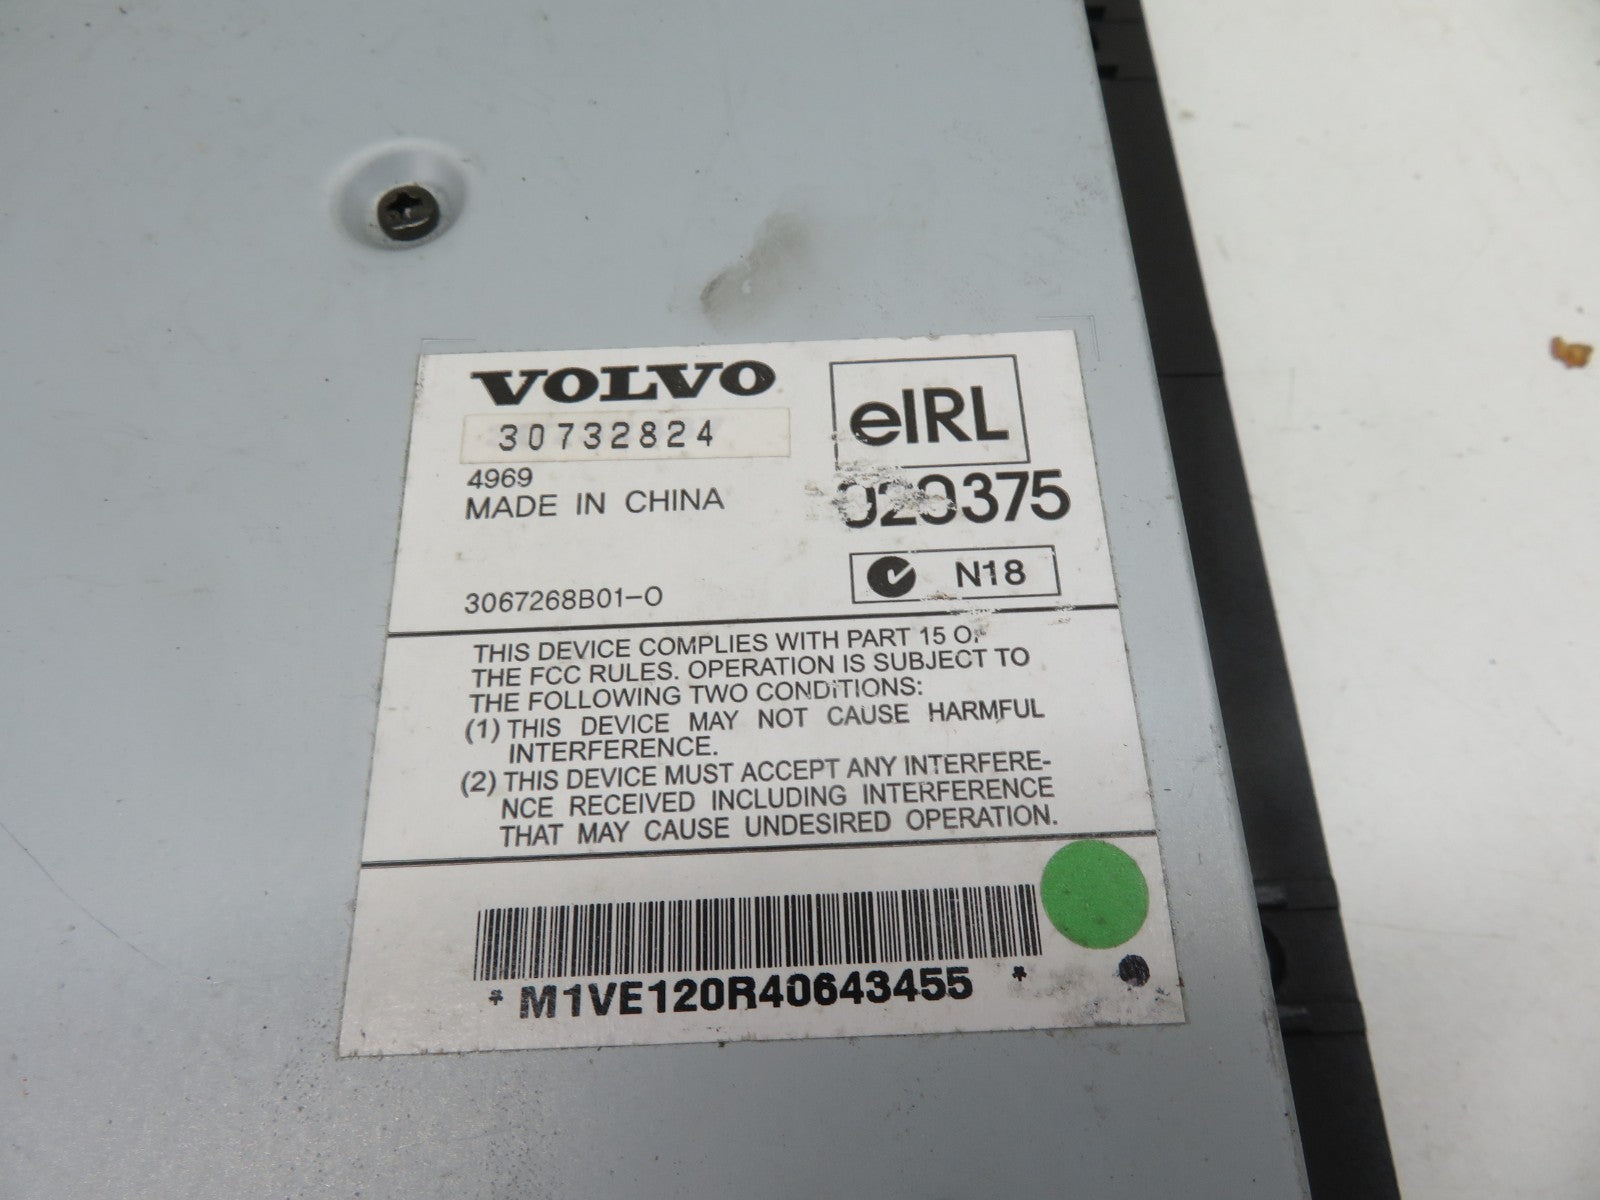 VOLVO
30732824
4969
MADE IN CHINA
eIRL
020375
N18
3067268B01-O
THIS DEVICE COMPLIES WITH PART 15 OF
THE FCC RULES. OPERATION IS SUBJECT TO
THE FOLLOWING TWO CONDITIONS:
(1) THIS DEVICE MAY NOT CAUSE HARMFUL
INTERFERENCE.
(2) THIS DEVICE MUST ACCEPT ANY INTERFERE-
NCE RECEIVED INCLUDING INTERFERENCE
THAT MAY CAUSE UNDESIRED OPERATION.
* M1VE120R40643455 *